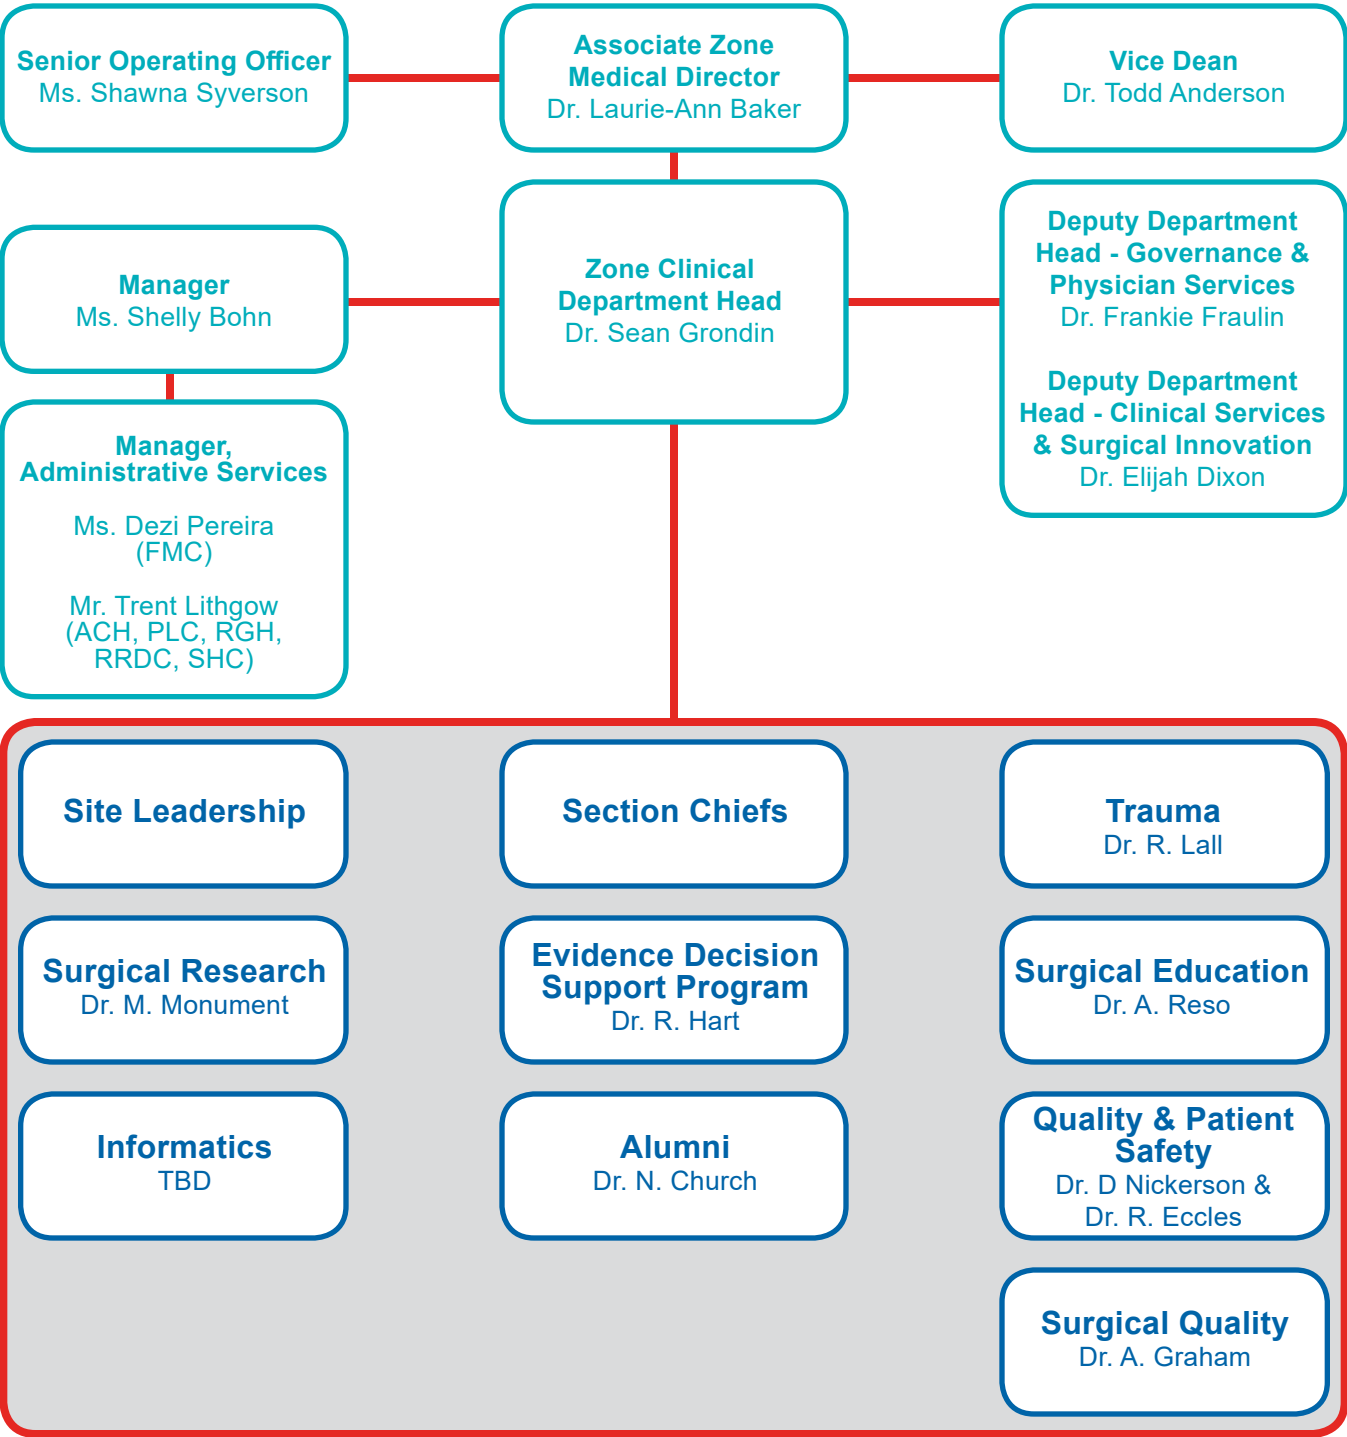 Senior Operating Officer
Ms. Shawna Syverson
Associate Zone
Medical Director
Dr. Laurie-Ann Baker
Vice Dean
Dr. Todd Anderson
Manager
Ms. Shelly Bohn
Zone Clinical
Department Head
Dr. Sean Grondin
Deputy Department
Head - Governance &
Physician Services
Dr. Frankie Fraulin
Deputy Department
Head - Clinical Services
& Surgical Innovation
Dr. Elijah Dixon
Manager,
Administrative Services
Ms. Dezi Pereira
(FMC)
Mr. Trent Lithgow
(ACH, PLC, RGH,
RRDC, SHC)
Site Leadership
Section Chiefs
Trauma
Dr. R. Lall
Surgical Research
Dr. M. Monument
Evidence Decision
Support Program
Dr. R. Hart
Surgical Education
Dr. A. Reso
Informatics
TBD
Alumni
Dr. N. Church
Quality & Patient
Safety
Dr. D Nickerson &
Dr. R. Eccles
Surgical Quality
Dr. A. Graham